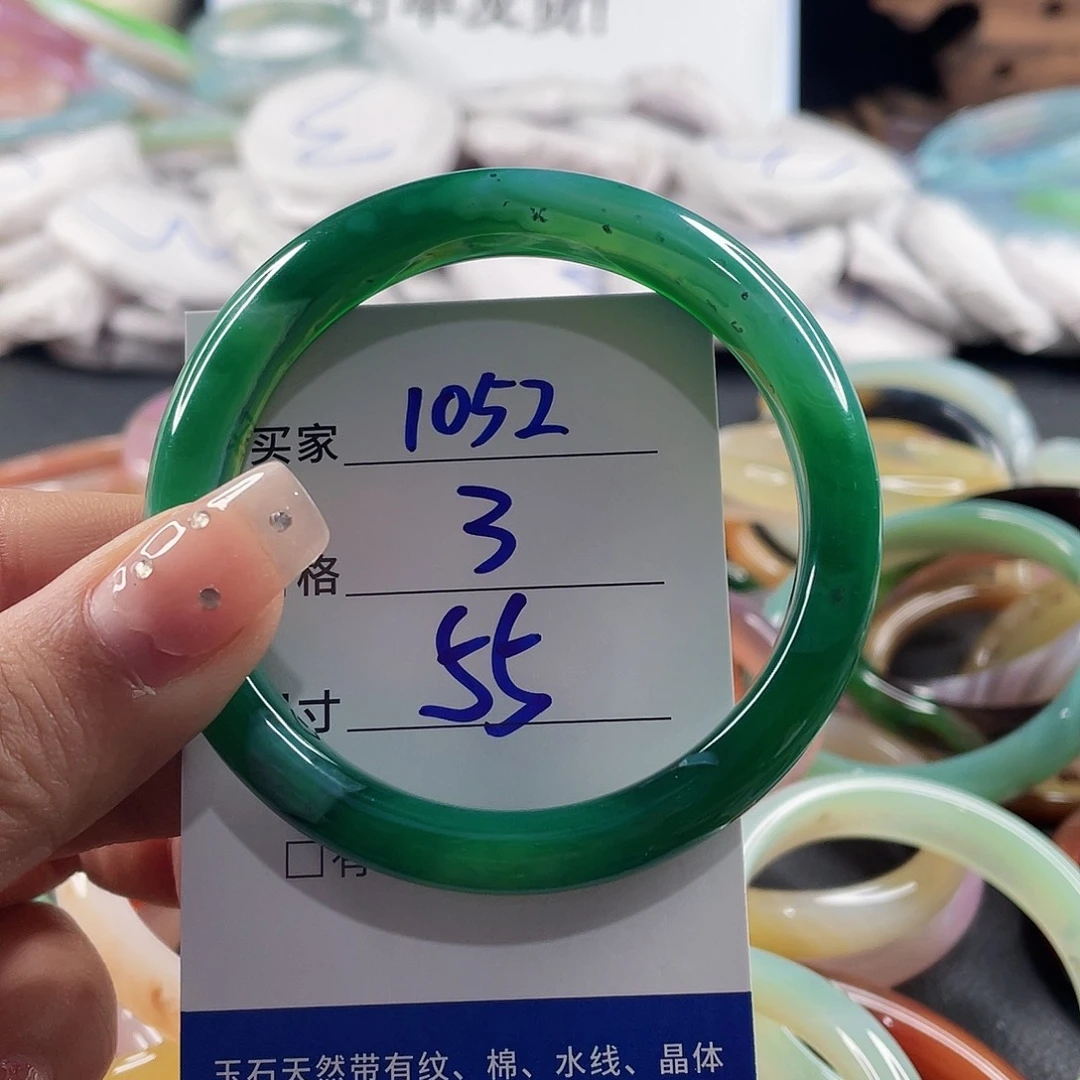 买家 1052
格 3
寸 55
□有
玉石天然带有纹、棉、水线、晶体